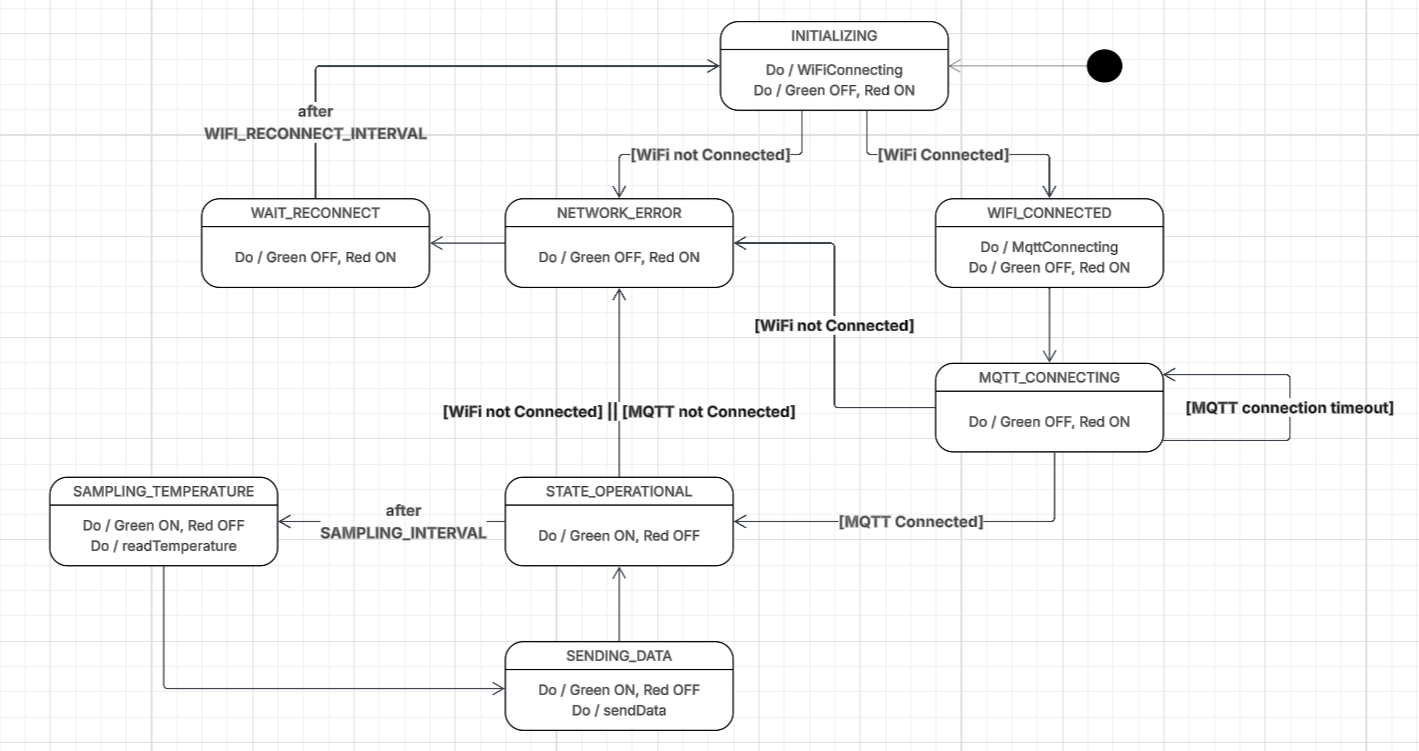 INITIALIZING
Do / WiFiConnecting
Do / Green OFF, Red ON
after
WIFI_RECONNECT_INTERVAL
[WiFi not Connected]
[WiFi Connected]
WAIT_RECONNECT
Do / Green OFF, Red ON
NETWORK_ERROR
Do / Green OFF, Red ON
WIFI_CONNECTED
Do / MqttConnecting
Do / Green OFF, Red ON
[WiFi not Connected]
MQTT_CONNECTING
Do / Green OFF, Red ON
[MQTT connection timeout]
[WiFi not Connected] || [MQTT not Connected]
SAMPLING_TEMPERATURE
Do / Green ON, Red OFF
Do / readTemperature
after
SAMPLING_INTERVAL
STATE_OPERATIONAL
Do / Green ON, Red OFF
[MQTT Connected]
SENDING_DATA
Do / Green ON, Red OFF
Do / sendData